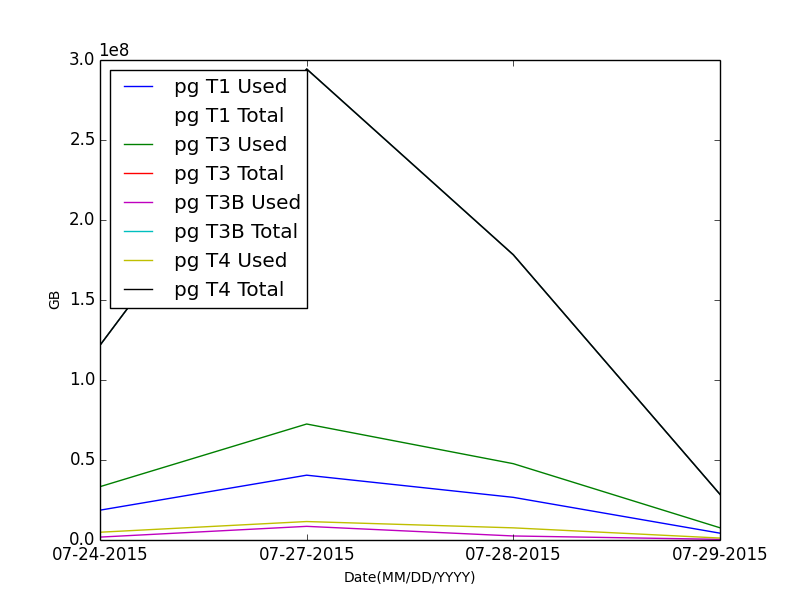 1e8
3.0
2.5
2.0
1.5
1.0
0.5
0.0
GB
pg T1 Used
pg T1 Total
pg T3 Used
pg T3 Total
pg T3B Used
pg T3B Total
pg T4 Used
pg T4 Total
07-24-2015 07-27-2015 07-28-2015 07-29-2015
Date(MM/DD/YYYY)